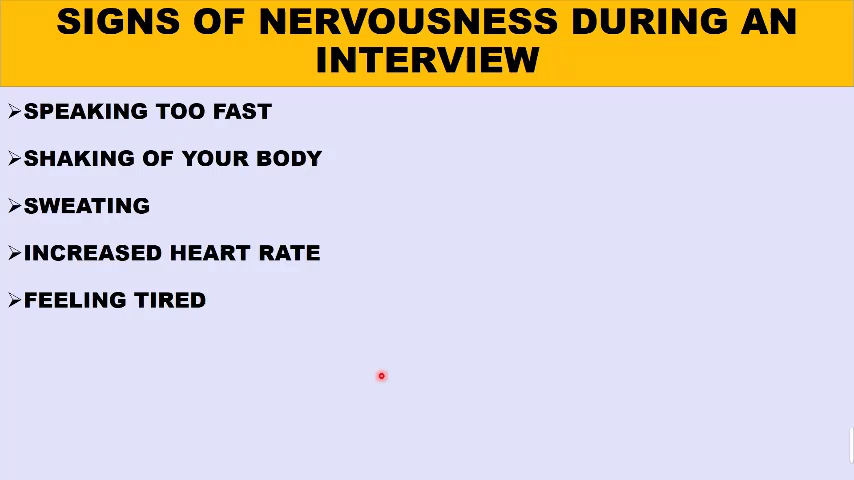 SIGNS OF NERVOUSNESS DURING AN
INTERVIEW
SPEAKING TOO FAST
SHAKING OF YOUR BODY
SWEATING
INCREASED HEART RATE
FEELING TIRED